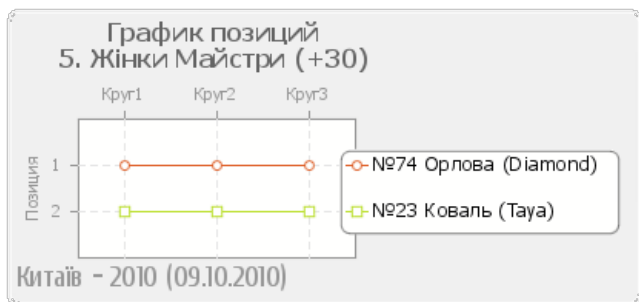 График позиций
5. Жінки Майстри (+30)
Круг1 Круг2 Круг3
Позиция
1
2
№74 Орлова (Diamond)
№23 Коваль (Taya)
Китаїв - 2010 (09.10.2010)